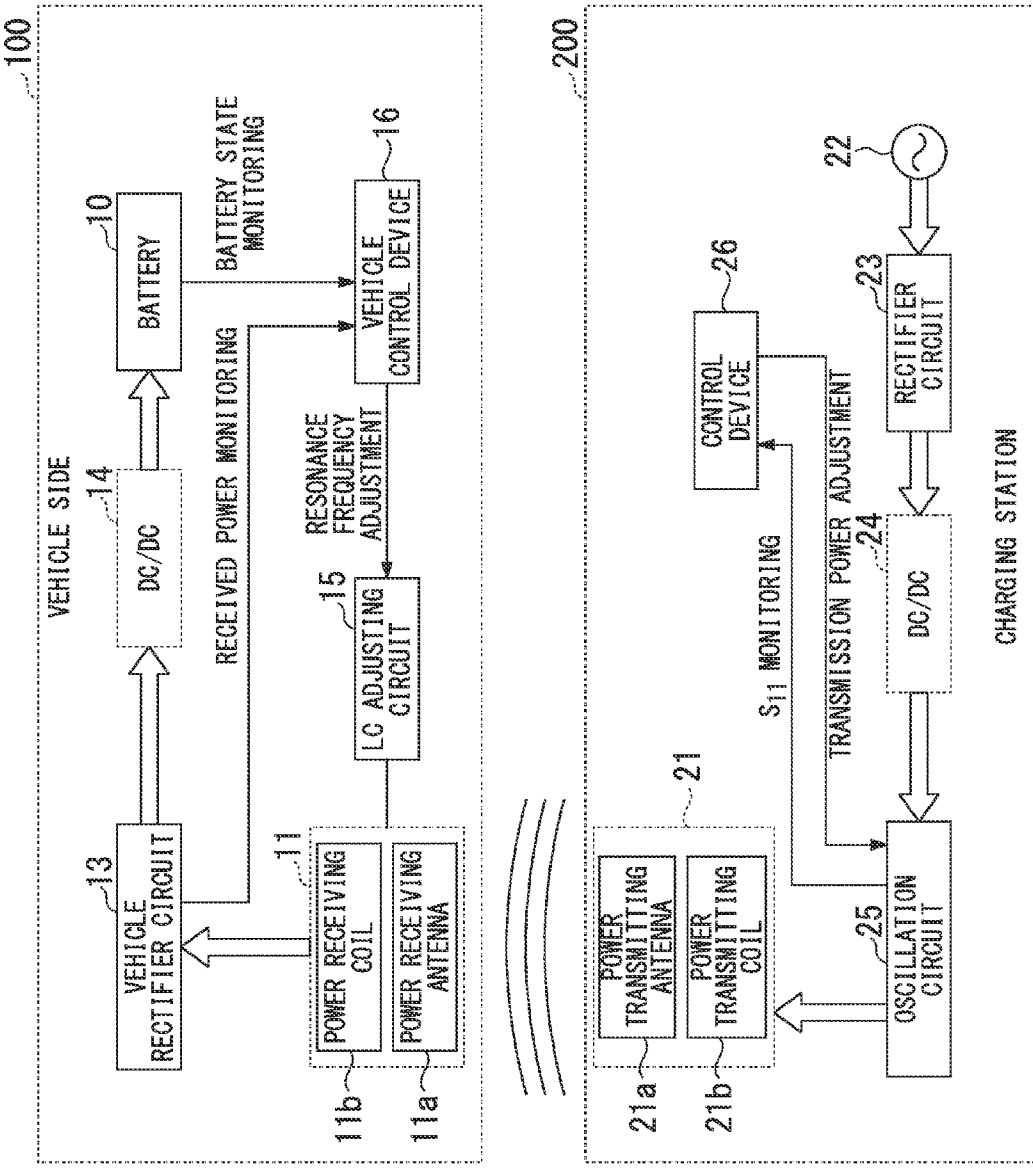 100
VEHICLE SIDE
13
VEHICLE
RECTIFIER CIRCUIT
14
DC/DC
10
BATTERY
RECEIVED POWER MONITORING
BATTERY STATE
MONITORING
11
POWER RECEIVING
COIL
11b
POWER RECEIVING
ANTENNA
11a
15
LC ADJUSTING
CIRCUIT
RESONANCE
FREQUENCY
ADJUSTMENT
16
VEHICLE
CONTROL DEVICE
200
21
POWER
TRANSMITTING
ANTENNA
21a
POWER
TRANSMITTING
COIL
21b
S11 MONITORING
TRANSMISSION POWER ADJUSTMENT
26
CONTROL
DEVICE
22
25
OSCILLATION
CIRCUIT
24
DC/DC
23
RECTIFIER
CIRCUIT
CHARGING STATION